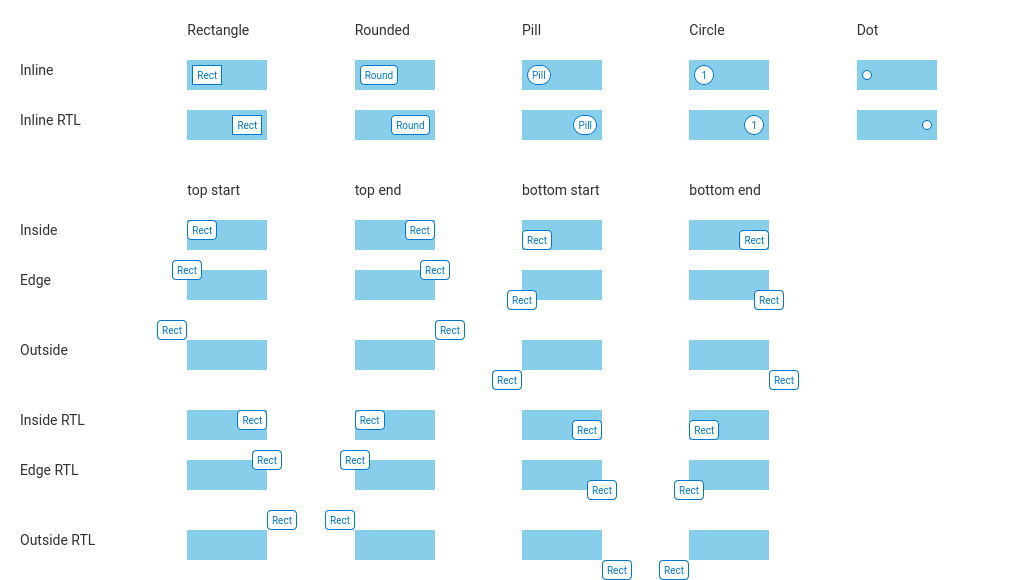 Rectangle Rounded Pill Circle Dot
Inline Rect Round Pill 1
Inline RTL Rect Round Pill 1
top start top end bottom start bottom end
Inside Rect Rect Rect Rect
Edge Rect Rect Rect Rect
Outside Rect Rect Rect Rect
Inside RTL Rect Rect Rect Rect
Edge RTL Rect Rect Rect Rect
Outside RTL Rect Rect Rect Rect